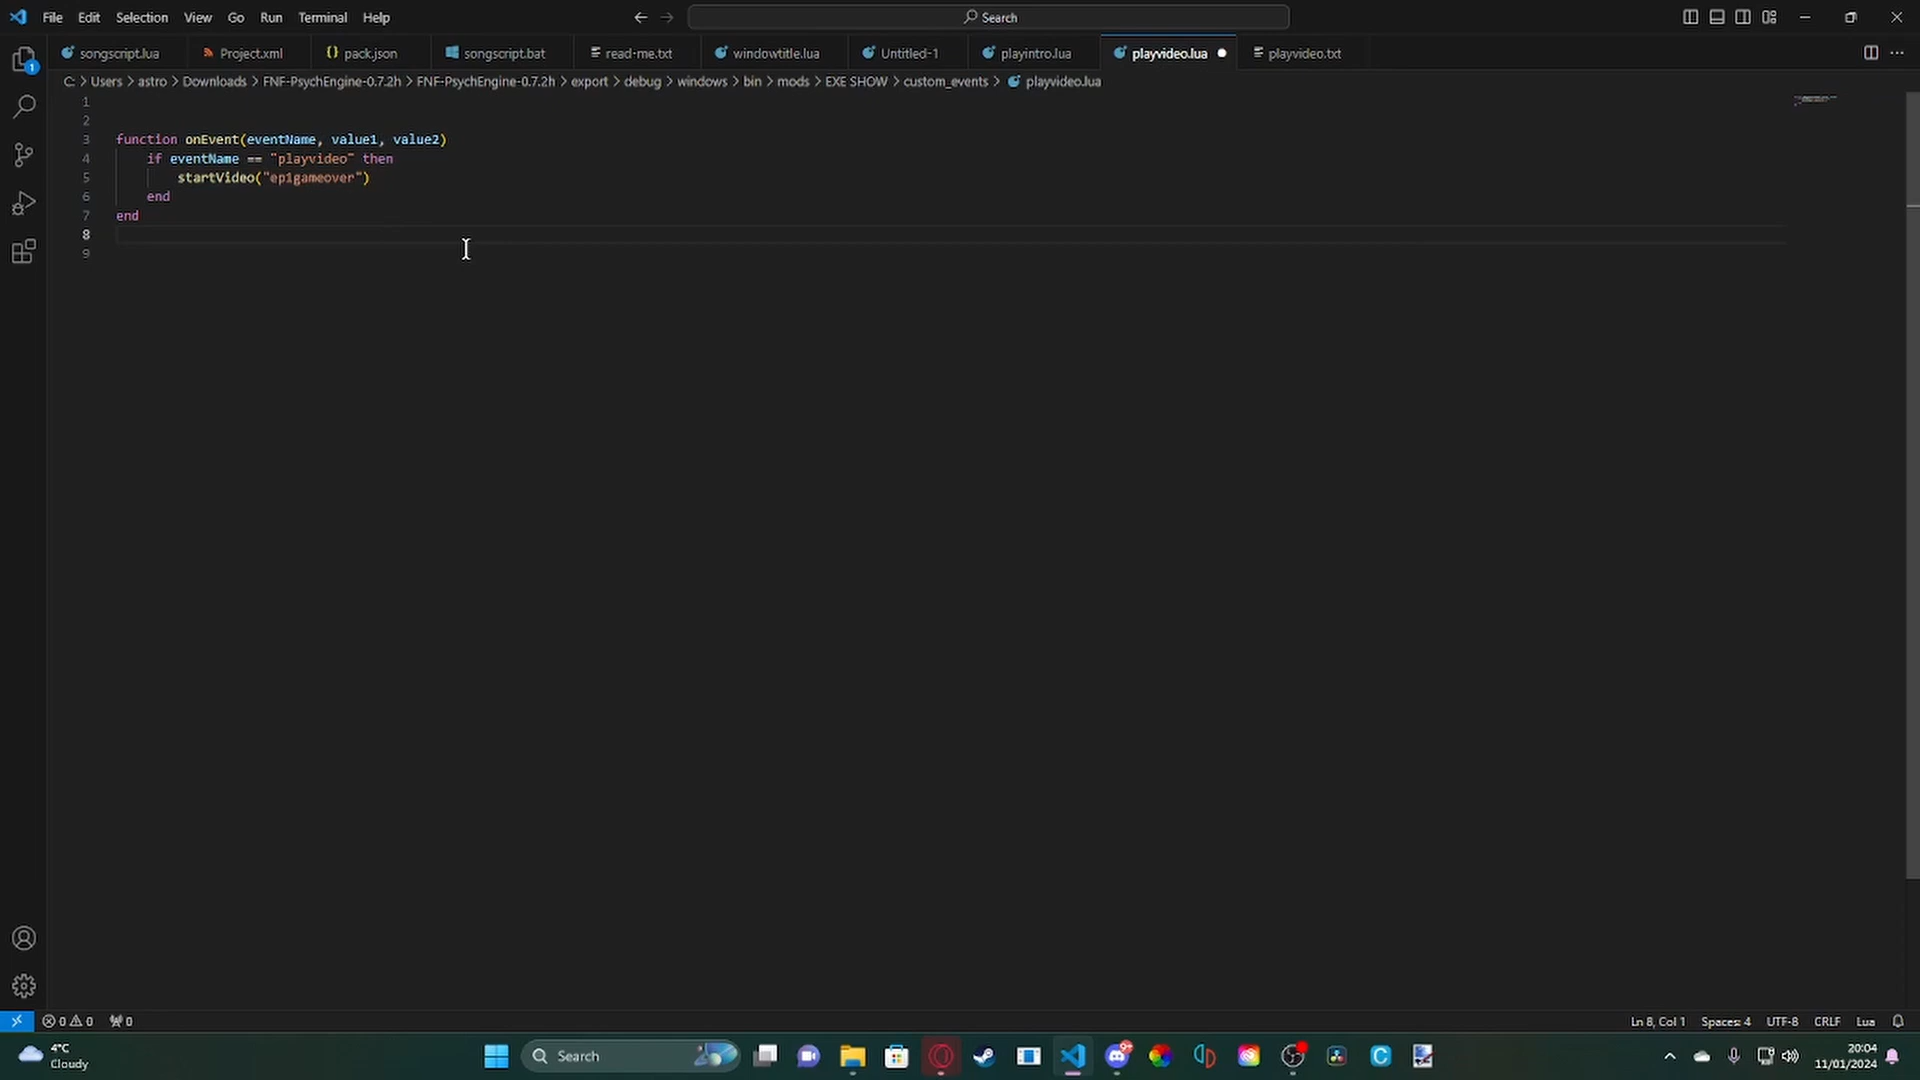 File Edit Selection View Go Run Terminal Help
Search
songscript.lua Project.xml pack.json songscript.bat read-me.txt windowtitle.lua Untitled-1 playintro.lua playvideo.lua playvideo.txt
1
C: > Users > astro > Downloads > FNF-PsychEngine-0.7.2h > FNF-PsychEngine-0.7.2h > export > debug > windows > bin > mods > EXE SHOW > custom_events > playvideo.lua
1
2
3 function onEvent(eventName, value1, value2)
4 if eventName == "playvideo" then
5 startVideo("ep1gameover")
6 end
7 end
8
9
0 0 0
Ln 8, Col 1 Spaces: 4 UTF-8 CRLF Lua
4°C
Cloudy
Search
9+
20:04
11/01/2024